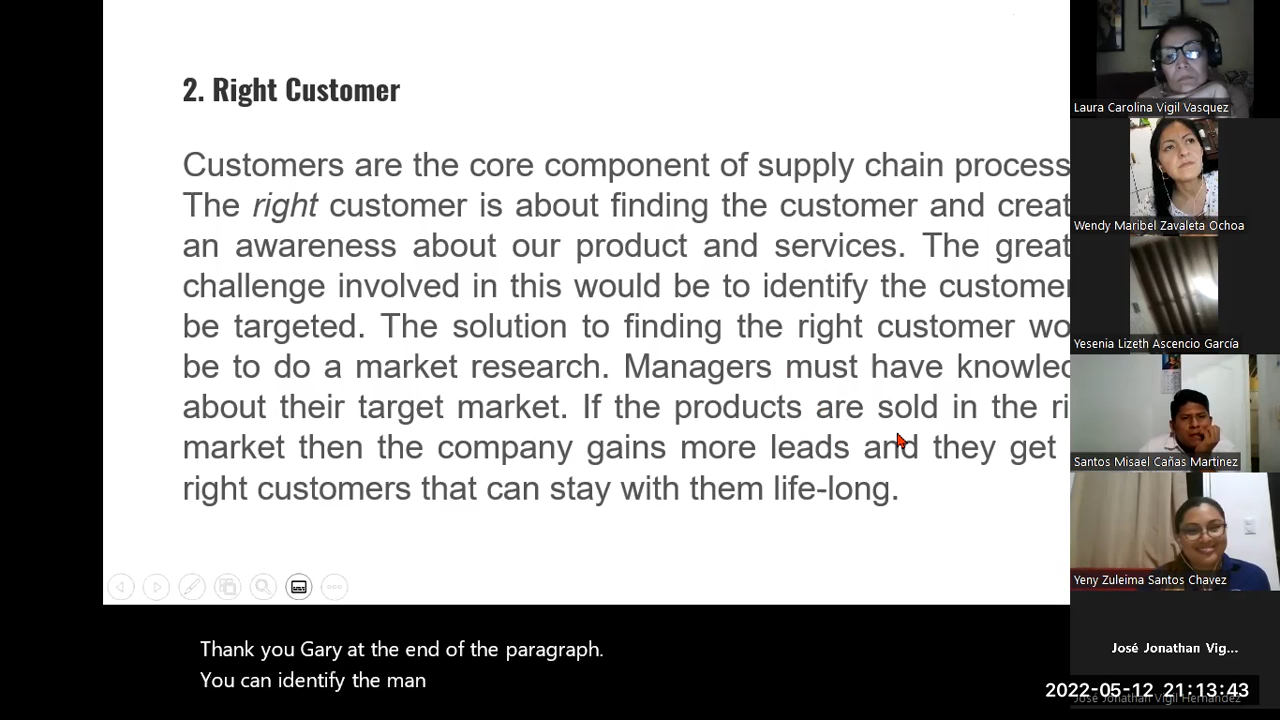 2. Right Customer
Customers are the core component of supply chain process
The right customer is about finding the customer and creat
an awareness about our product and services. The great
challenge involved in this would be to identify the customer
be targeted. The solution to finding the right customer wo
be to do a market research. Managers must have knowled
about their target market. If the products are sold in the ri
market then the company gains more leads and they get
right customers that can stay with them life-long.
Thank you Gary at the end of the paragraph.
You can identify the man
Laura Carolina Vigil Vasquez
Wendy Maribel Zavaleta Ochoa
Yesenia Lizeth Ascencio García
Santos Misael Cañas Martinez
Yeny Zuleima Santos Chavez
José Jonathan Vig...
2022-05-12 21:13:43
José Jonathan Vigil Hernandez